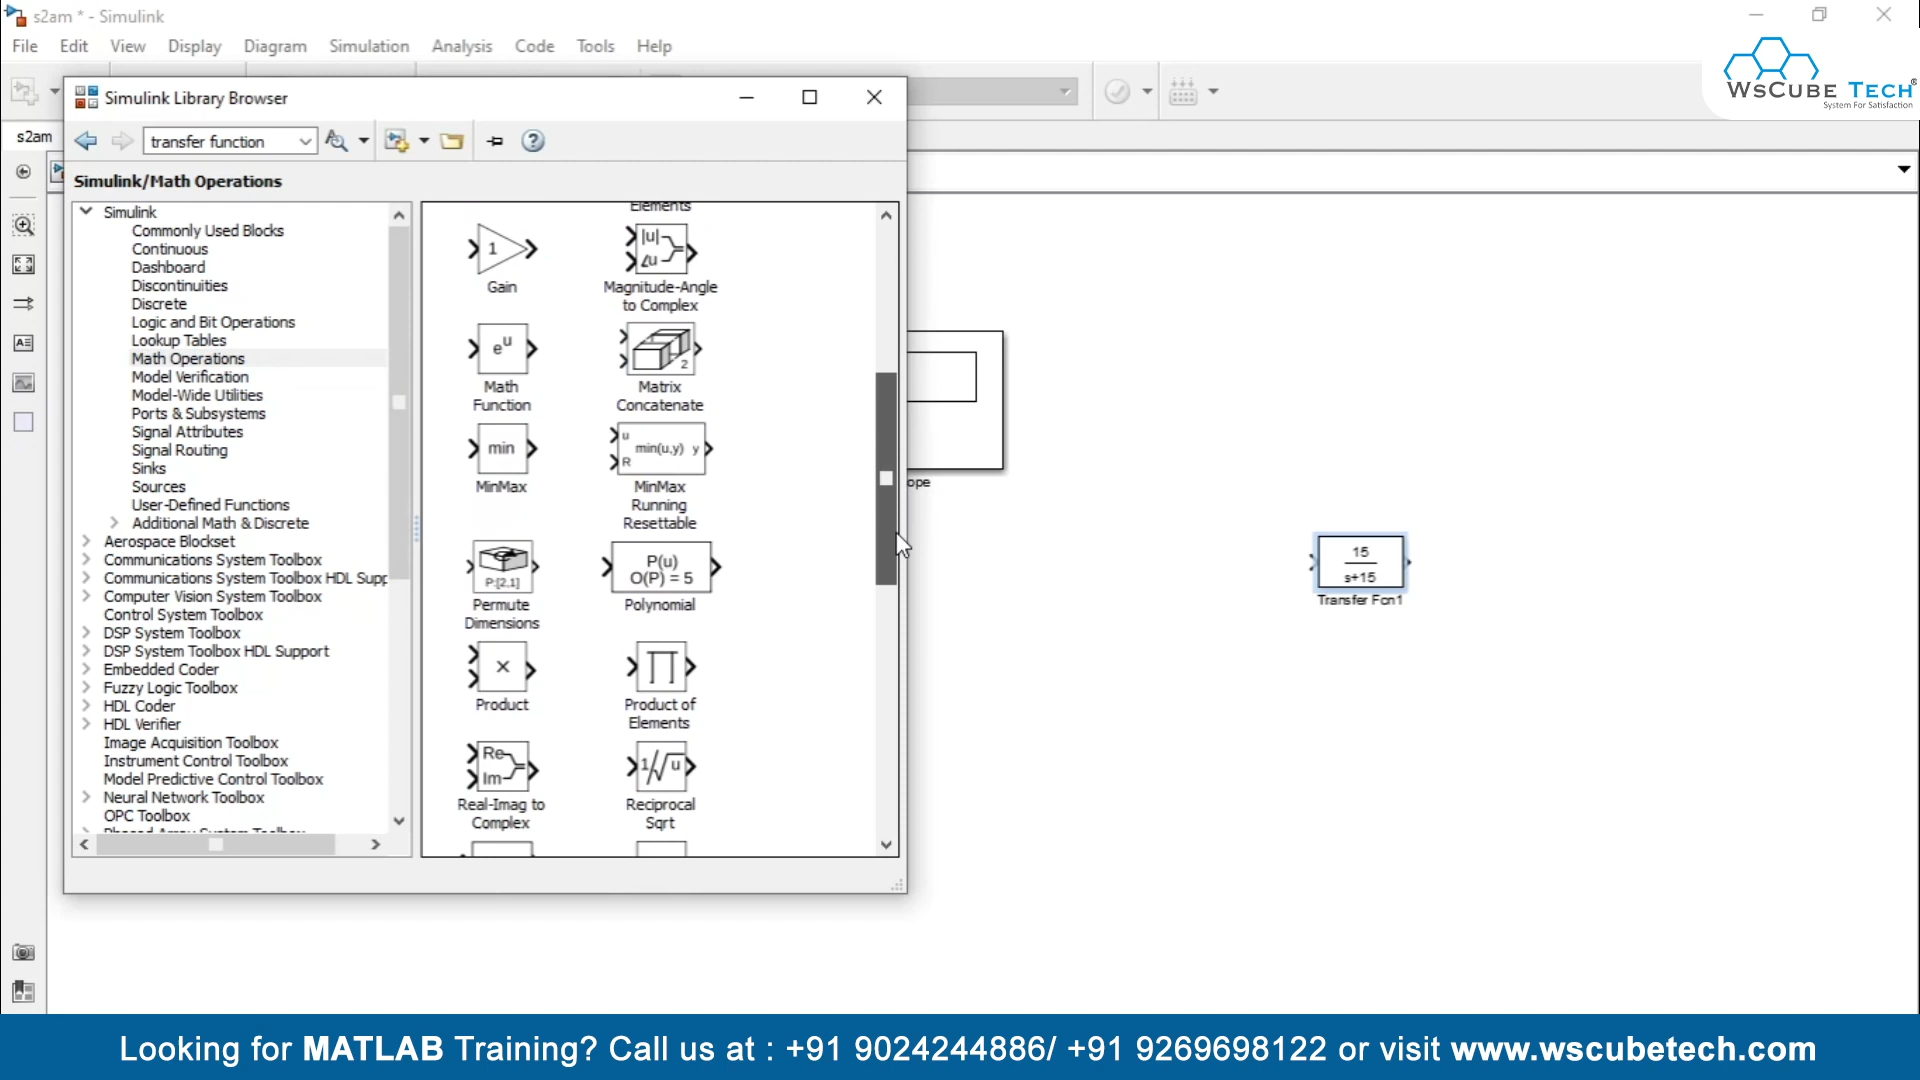 s2am * - Simulink
File Edit View Display Diagram Simulation Analysis Code Tools Help
WsCube Tech®
System For Satisfaction
Simulink Library Browser
s2am
transfer function
Simulink/Math Operations
Simulink
Commonly Used Blocks
Continuous
Dashboard
Discontinuities
Discrete
Logic and Bit Operations
Lookup Tables
Math Operations
Model Verification
Model-Wide Utilities
Ports & Subsystems
Signal Attributes
Signal Routing
Sinks
Sources
User-Defined Functions
Additional Math & Discrete
Aerospace Blockset
Communications System Toolbox
Communications System Toolbox HDL Supp
Computer Vision System Toolbox
Control System Toolbox
DSP System Toolbox
DSP System Toolbox HDL Support
Embedded Coder
Fuzzy Logic Toolbox
HDL Coder
HDL Verifier
Image Acquisition Toolbox
Instrument Control Toolbox
Model Predictive Control Toolbox
Neural Network Toolbox
OPC Toolbox
Phased Array System Toolbox
Elements
1
Gain
|u|
∠u
Magnitude-Angle
to Complex
e^u
Math
Function
2
Matrix
Concatenate
min
MinMax
u
min(u,y) y
R
MinMax
Running
Resettable
P:[2,1]
Permute
Dimensions
P(u)
O(P) = 5
Polynomial
×
Product
∏
Product of
Elements
Re
Im
Real-Imag to
Complex
1/√u
Reciprocal
Sqrt
ope
15
s+15
Transfer Fcn1
Looking for MATLAB Training? Call us at : +91 9024244886/ +91 9269698122 or visit www.wscubetech.com